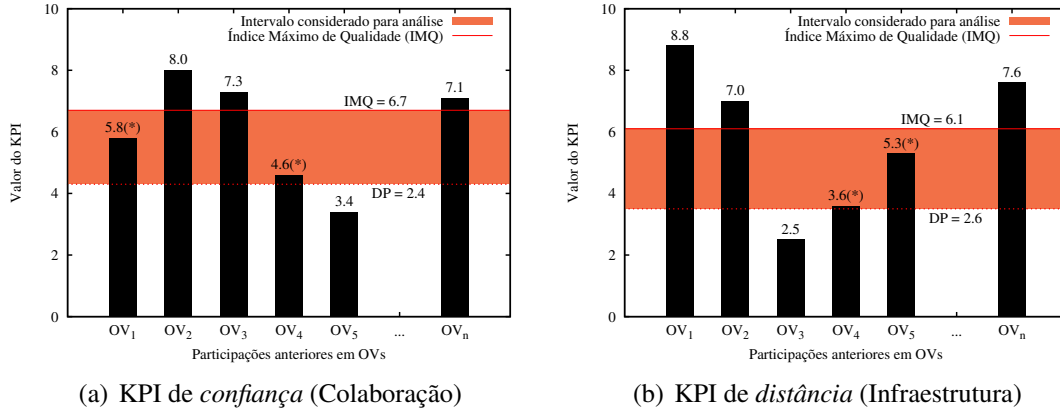 Intervalo considerado para análise
Índice Máximo de Qualidade (IMQ)
Valor do KPI
10
8
6
4
2
0
5.8(*)
8.0
7.3
4.6(*)
3.4
7.1
IMQ = 6.7
DP = 2.4
OV1 OV2 OV3 OV4 OV5 ... OVn
Participações anteriores em OVs
(a) KPI de confiança (Colaboração)
Intervalo considerado para análise
Índice Máximo de Qualidade (IMQ)
Valor do KPI
10
8
6
4
2
0
8.8
7.0
2.5
3.6(*)
5.3(*)
7.6
IMQ = 6.1
DP = 2.6
OV1 OV2 OV3 OV4 OV5 ... OVn
Participações anteriores em OVs
(b) KPI de distância (Infraestrutura)